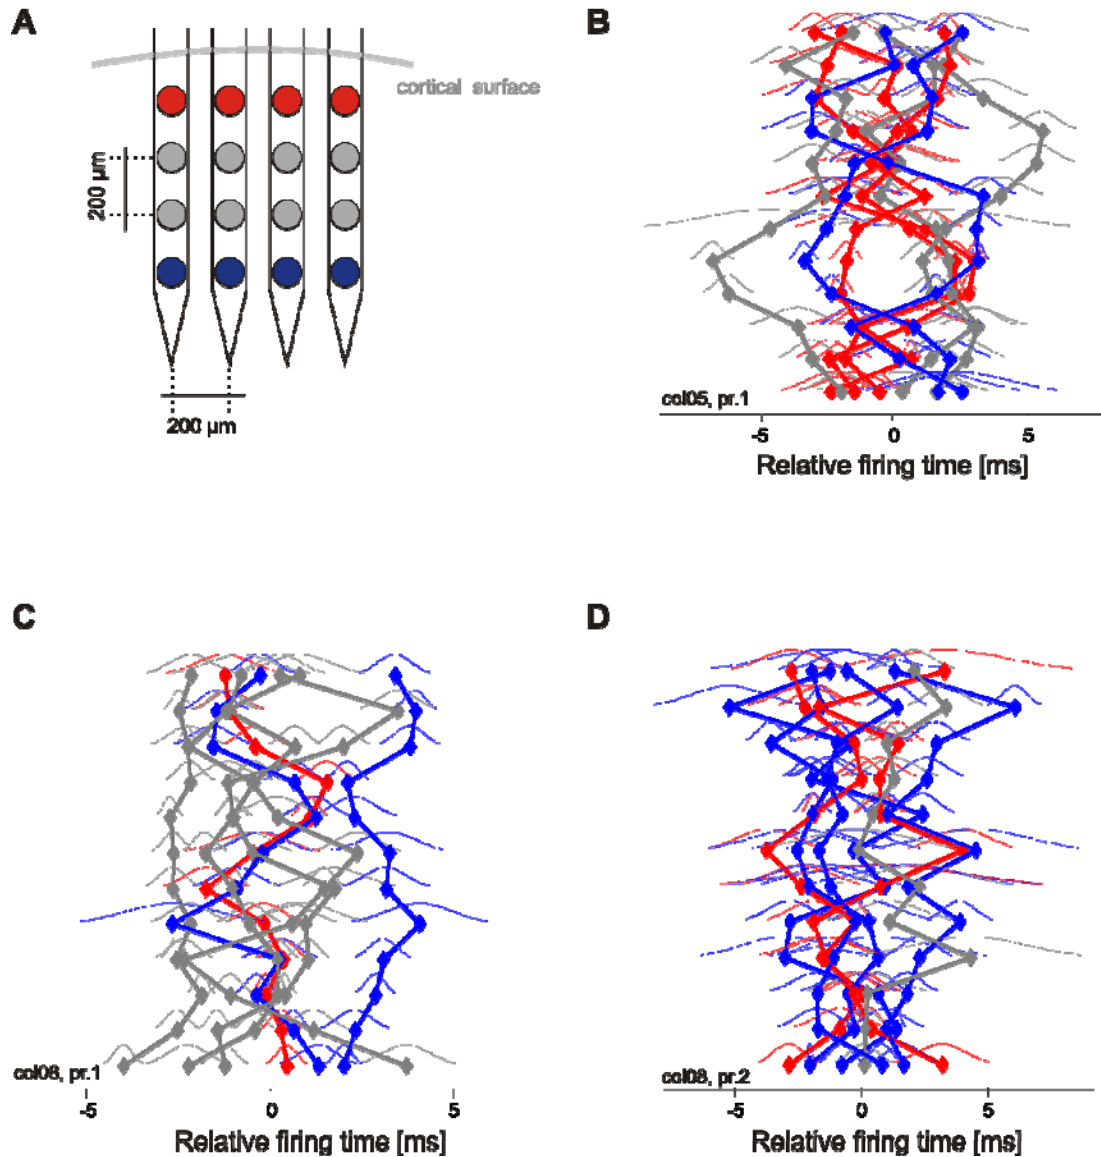 A
cortical surface
200 µm
200 µm
B
col05, pr.1
-5 0 5
Relative firing time [ms]
C
col08, pr.1
-5 0 5
Relative firing time [ms]
D
col08, pr.2
-5 0 5
Relative firing time [ms]